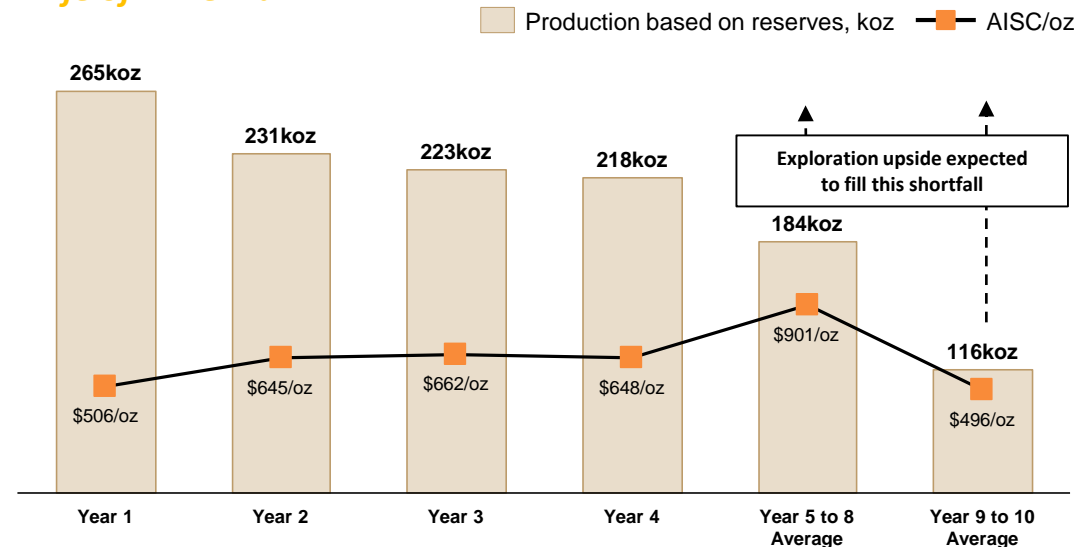 Production based on reserves, koz
AISC/oz
265koz
231koz
223koz
218koz
Exploration upside expected
to fill this shortfall
184koz
116koz
$506/oz
$645/oz
$662/oz
$648/oz
$901/oz
$496/oz
Year 1
Year 2
Year 3
Year 4
Year 5 to 8
Average
Year 9 to 10
Average